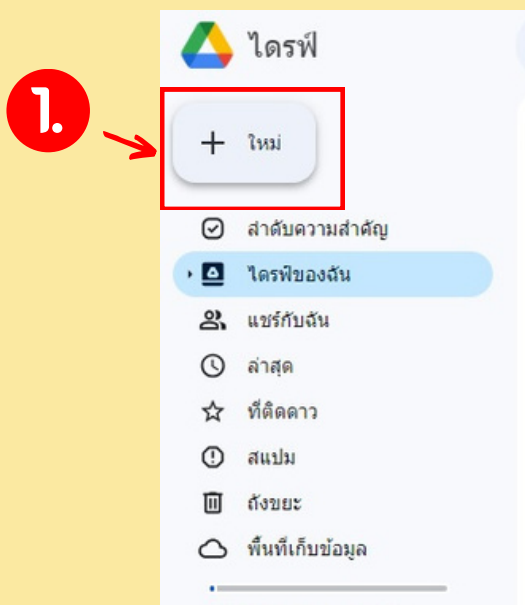 ไดรฟ์
1.
ใหม่
ลำดับความสำคัญ
ไดรฟ์ของฉัน
แชร์กับฉัน
ล่าสุด
ที่ติดดาว
สแปม
ถังขยะ
พื้นที่เก็บข้อมูล